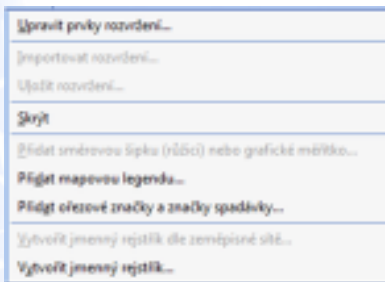 Upravit prvky rozvržení...
Importovat rozvržení...
Uložit rozvržení...
Skrýt
Přidat směrovou šipku (růžici) nebo grafické měřítko...
Přidat mapovou legendu...
Přidat ořezové značky a značky spadávky...
Vytvořit jmenný rejstřík dle zeměpisné sítě...
Vytvořit jmenný rejstřík...